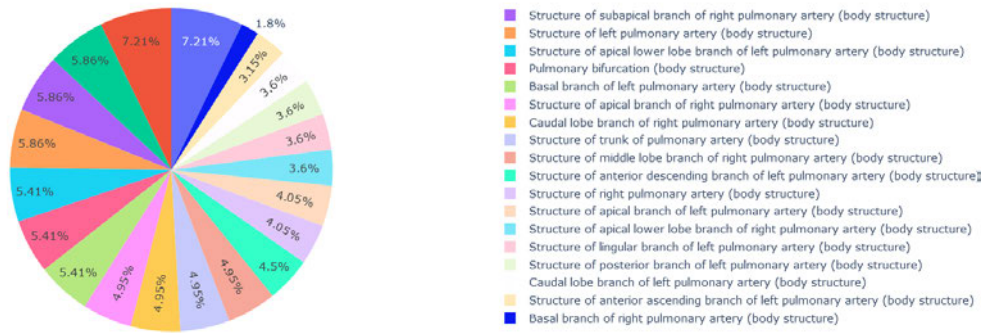 7.21%
7.21%
1.8%
3.15%
3.6%
3.6%
3.6%
3.6%
4.05%
4.05%
4.5%
4.95%
4.95%
4.95%
4.95%
5.41%
5.41%
5.41%
5.86%
5.86%
5.86%
Structure of subapical branch of right pulmonary artery (body structure)
Structure of left pulmonary artery (body structure)
Structure of apical lower lobe branch of left pulmonary artery (body structure)
Pulmonary bifurcation (body structure)
Basal branch of left pulmonary artery (body structure)
Structure of apical branch of right pulmonary artery (body structure)
Caudal lobe branch of right pulmonary artery (body structure)
Structure of trunk of pulmonary artery (body structure)
Structure of middle lobe branch of right pulmonary artery (body structure)
Structure of anterior descending branch of left pulmonary artery (body structure)
Structure of right pulmonary artery (body structure)
Structure of apical branch of left pulmonary artery (body structure)
Structure of apical lower lobe branch of right pulmonary artery (body structure)
Structure of lingular branch of left pulmonary artery (body structure)
Structure of posterior branch of left pulmonary artery (body structure)
Caudal lobe branch of left pulmonary artery (body structure)
Structure of anterior ascending branch of left pulmonary artery (body structure)
Basal branch of right pulmonary artery (body structure)